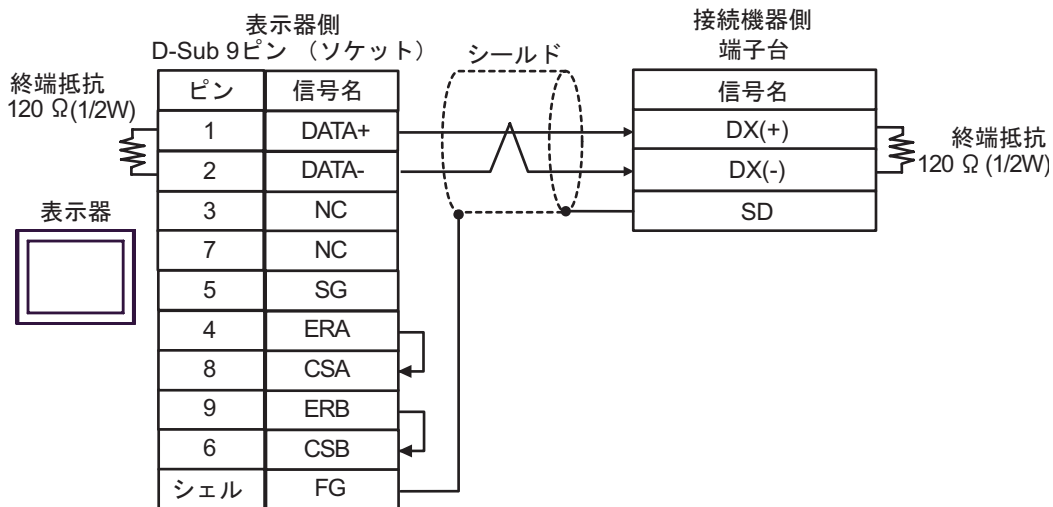 表示器側
D-Sub 9ピン （ソケット）
シールド
接続機器側
端子台
終端抵抗
120 Ω(1/2W)
ピン 信号名
1 DATA+
2 DATA-
3 NC
7 NC
5 SG
4 ERA
8 CSA
9 ERB
6 CSB
シェル FG
表示器
信号名
DX(+)
DX(-)
SD
終端抵抗
120 Ω (1/2W)